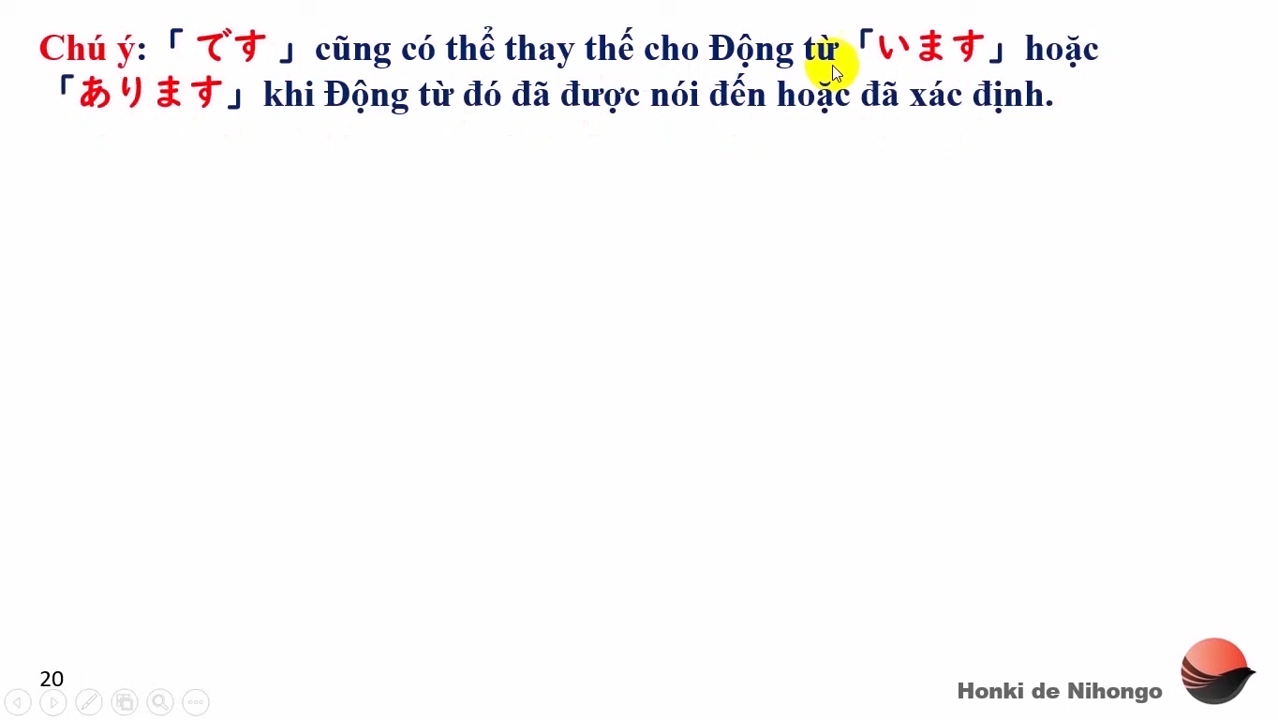 Chú ý:「 です 」cũng có thể thay thế cho Động từ「います」hoặc
「あります」khi Động từ đó đã được nói đến hoặc đã xác định.
20
Honki de Nihongo